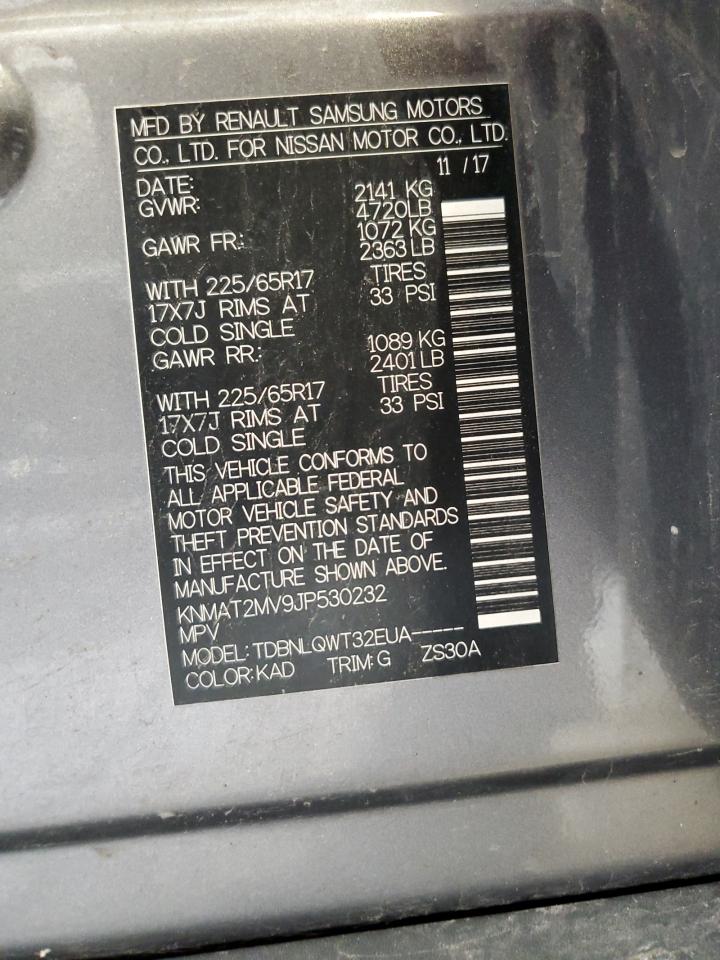 MFD BY RENAULT SAMSUNG MOTORS
CO., LTD. FOR NISSAN MOTOR CO., LTD.
DATE: 11 / 17
GVWR: 2141 KG
4720LB
GAWR FR.: 1072 KG
2363 LB
WITH 225/65R17 TIRES
17X7J RIMS AT 33 PSI
COLD SINGLE
GAWR RR.: 1089 KG
2401 LB
WITH 225/65R17 TIRES
17X7J RIMS AT 33 PSI
COLD SINGLE
THIS VEHICLE CONFORMS TO
ALL APPLICABLE FEDERAL
MOTOR VEHICLE SAFETY AND
THEFT PREVENTION STANDARDS
IN EFFECT ON THE DATE OF
MANUFACTURE SHOWN ABOVE.
KNMAT2MV9JP530232
MPV
MODEL: TDBNLQWT32EUA-----
COLOR: KAD TRIM: G ZS30A